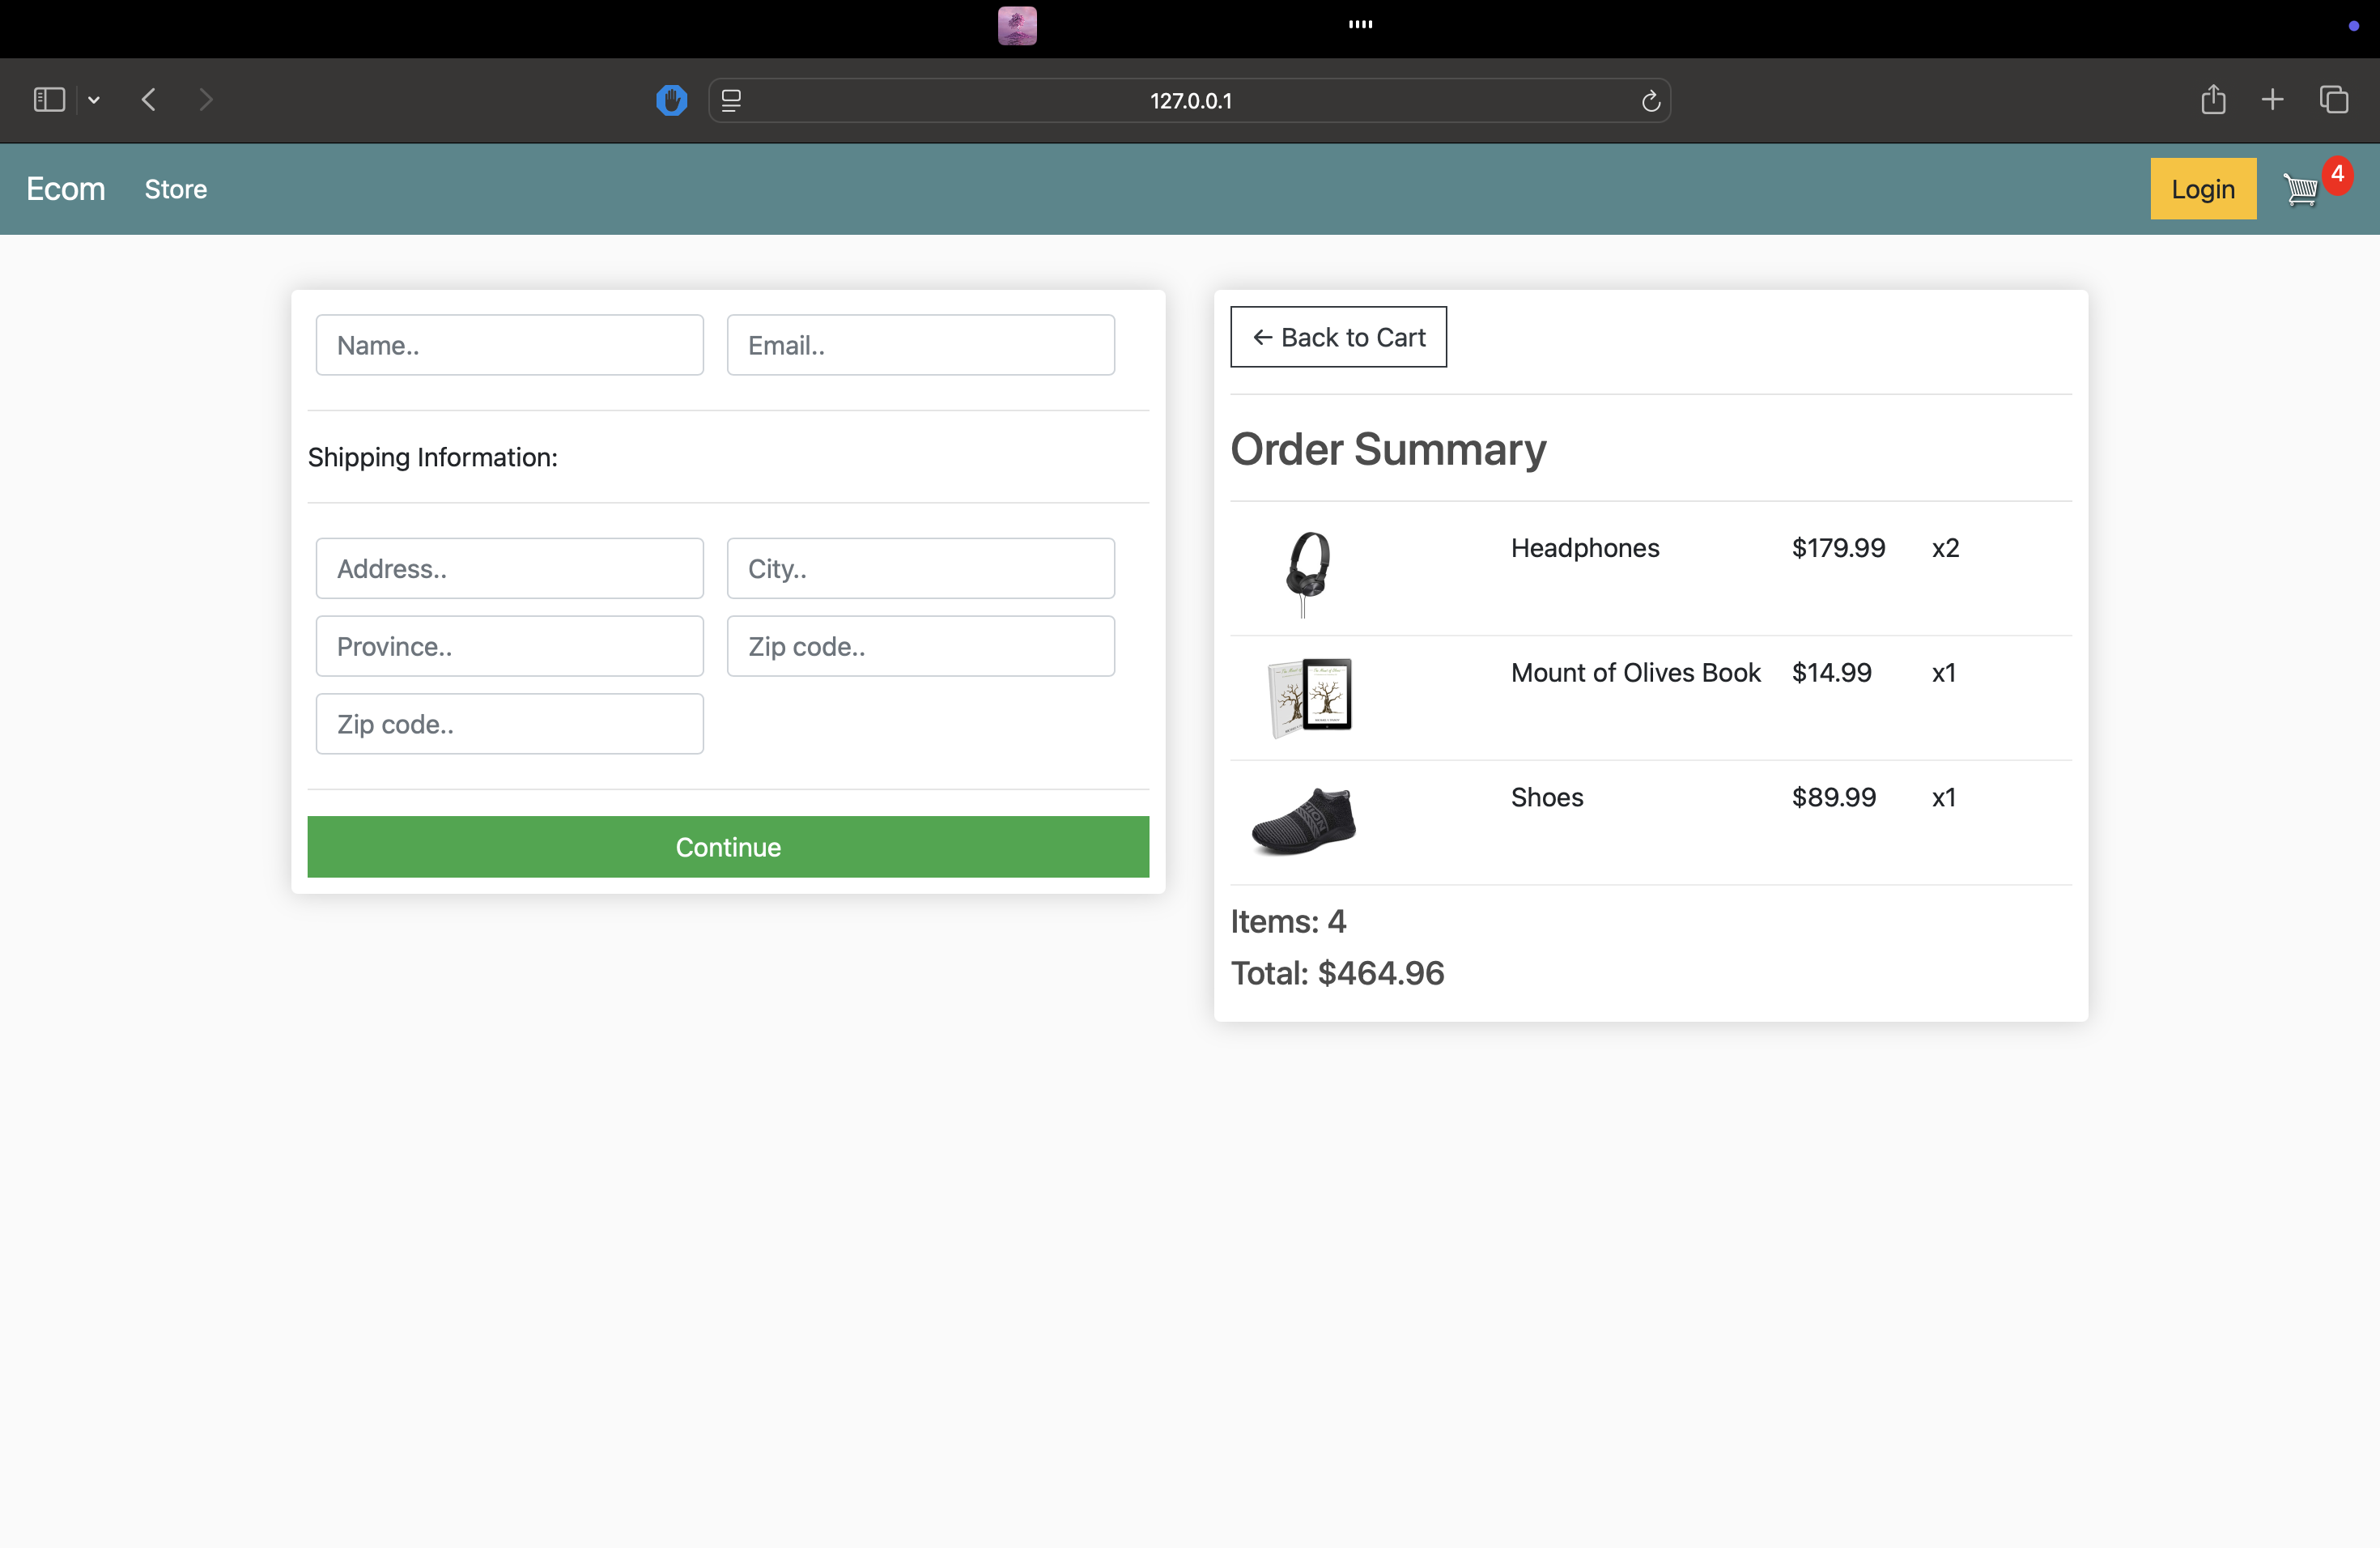 127.0.0.1
Ecom Store Login 4
Name.. Email..
Shipping Information:
Address.. City..
Province.. Zip code..
Zip code..
Continue
← Back to Cart
Order Summary
Headphones $179.99 x2
Mount of Olives Book $14.99 x1
Shoes $89.99 x1
Items: 4
Total: $464.96